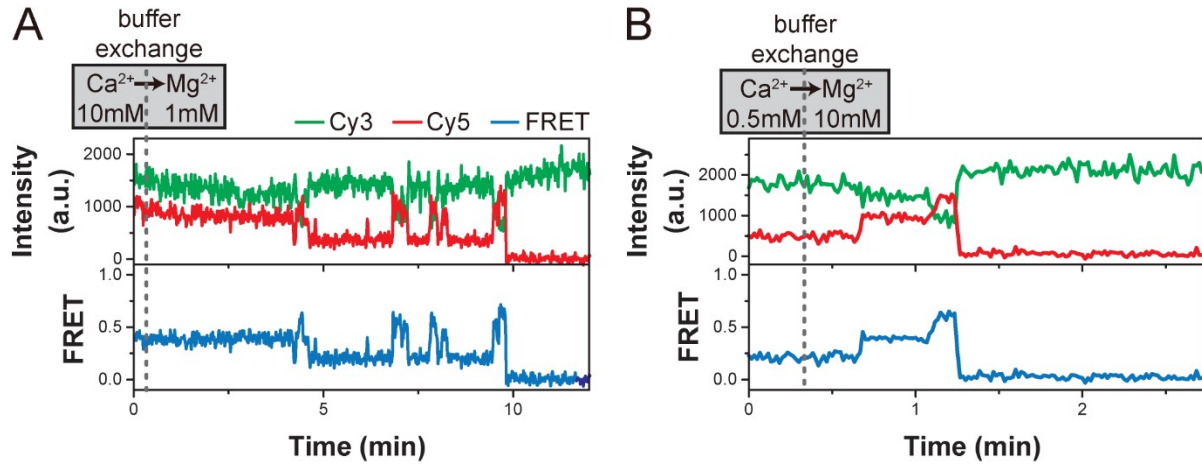 A
buffer
exchange
Ca²⁺ → Mg²⁺
10mM 1mM
Cy3 Cy5 FRET
2000
1000
0
Intensity
(a.u.)
1.0
0.5
0.0
FRET
0 5 10
Time (min)
B
buffer
exchange
Ca²⁺ → Mg²⁺
0.5mM 10mM
2000
1000
0
Intensity
(a.u.)
1.0
0.5
0.0
FRET
0 1 2
Time (min)